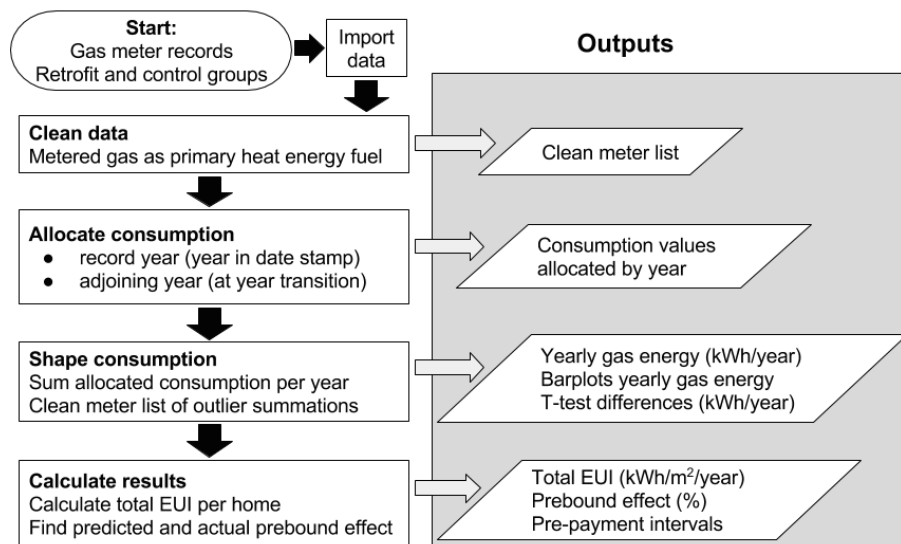 Start:
Gas meter records
Retrofit and control groups
Import
data
Outputs
Clean data
Metered gas as primary heat energy fuel
Clean meter list
Allocate consumption
● record year (year in date stamp)
● adjoining year (at year transition)
Consumption values
allocated by year
Shape consumption
Sum allocated consumption per year
Clean meter list of outlier summations
Yearly gas energy (kWh/year)
Barplots yearly gas energy
T-test differences (kWh/year)
Calculate results
Calculate total EUI per home
Find predicted and actual prebound effect
Total EUI (kWh/m²/year)
Prebound effect (%)
Pre-payment intervals